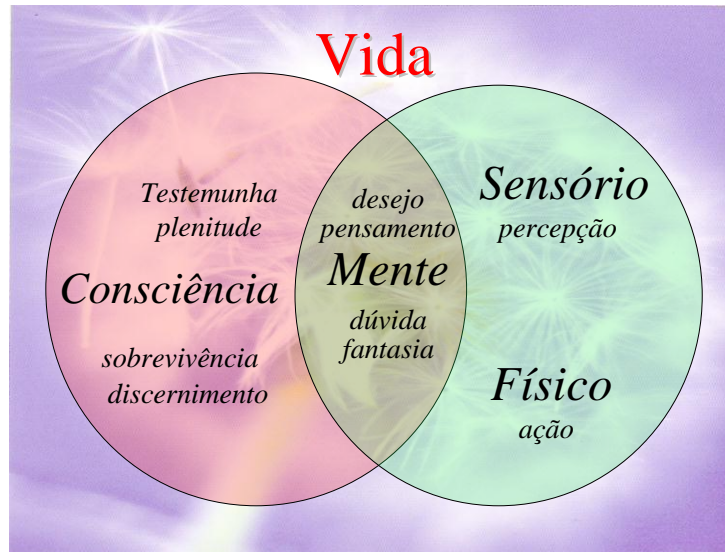 Vida
Testemunha
plenitude
Consciência
sobrevivência
discernimento
desejo
pensamento
Mente
dúvida
fantasia
Sensório
percepção
Físico
ação